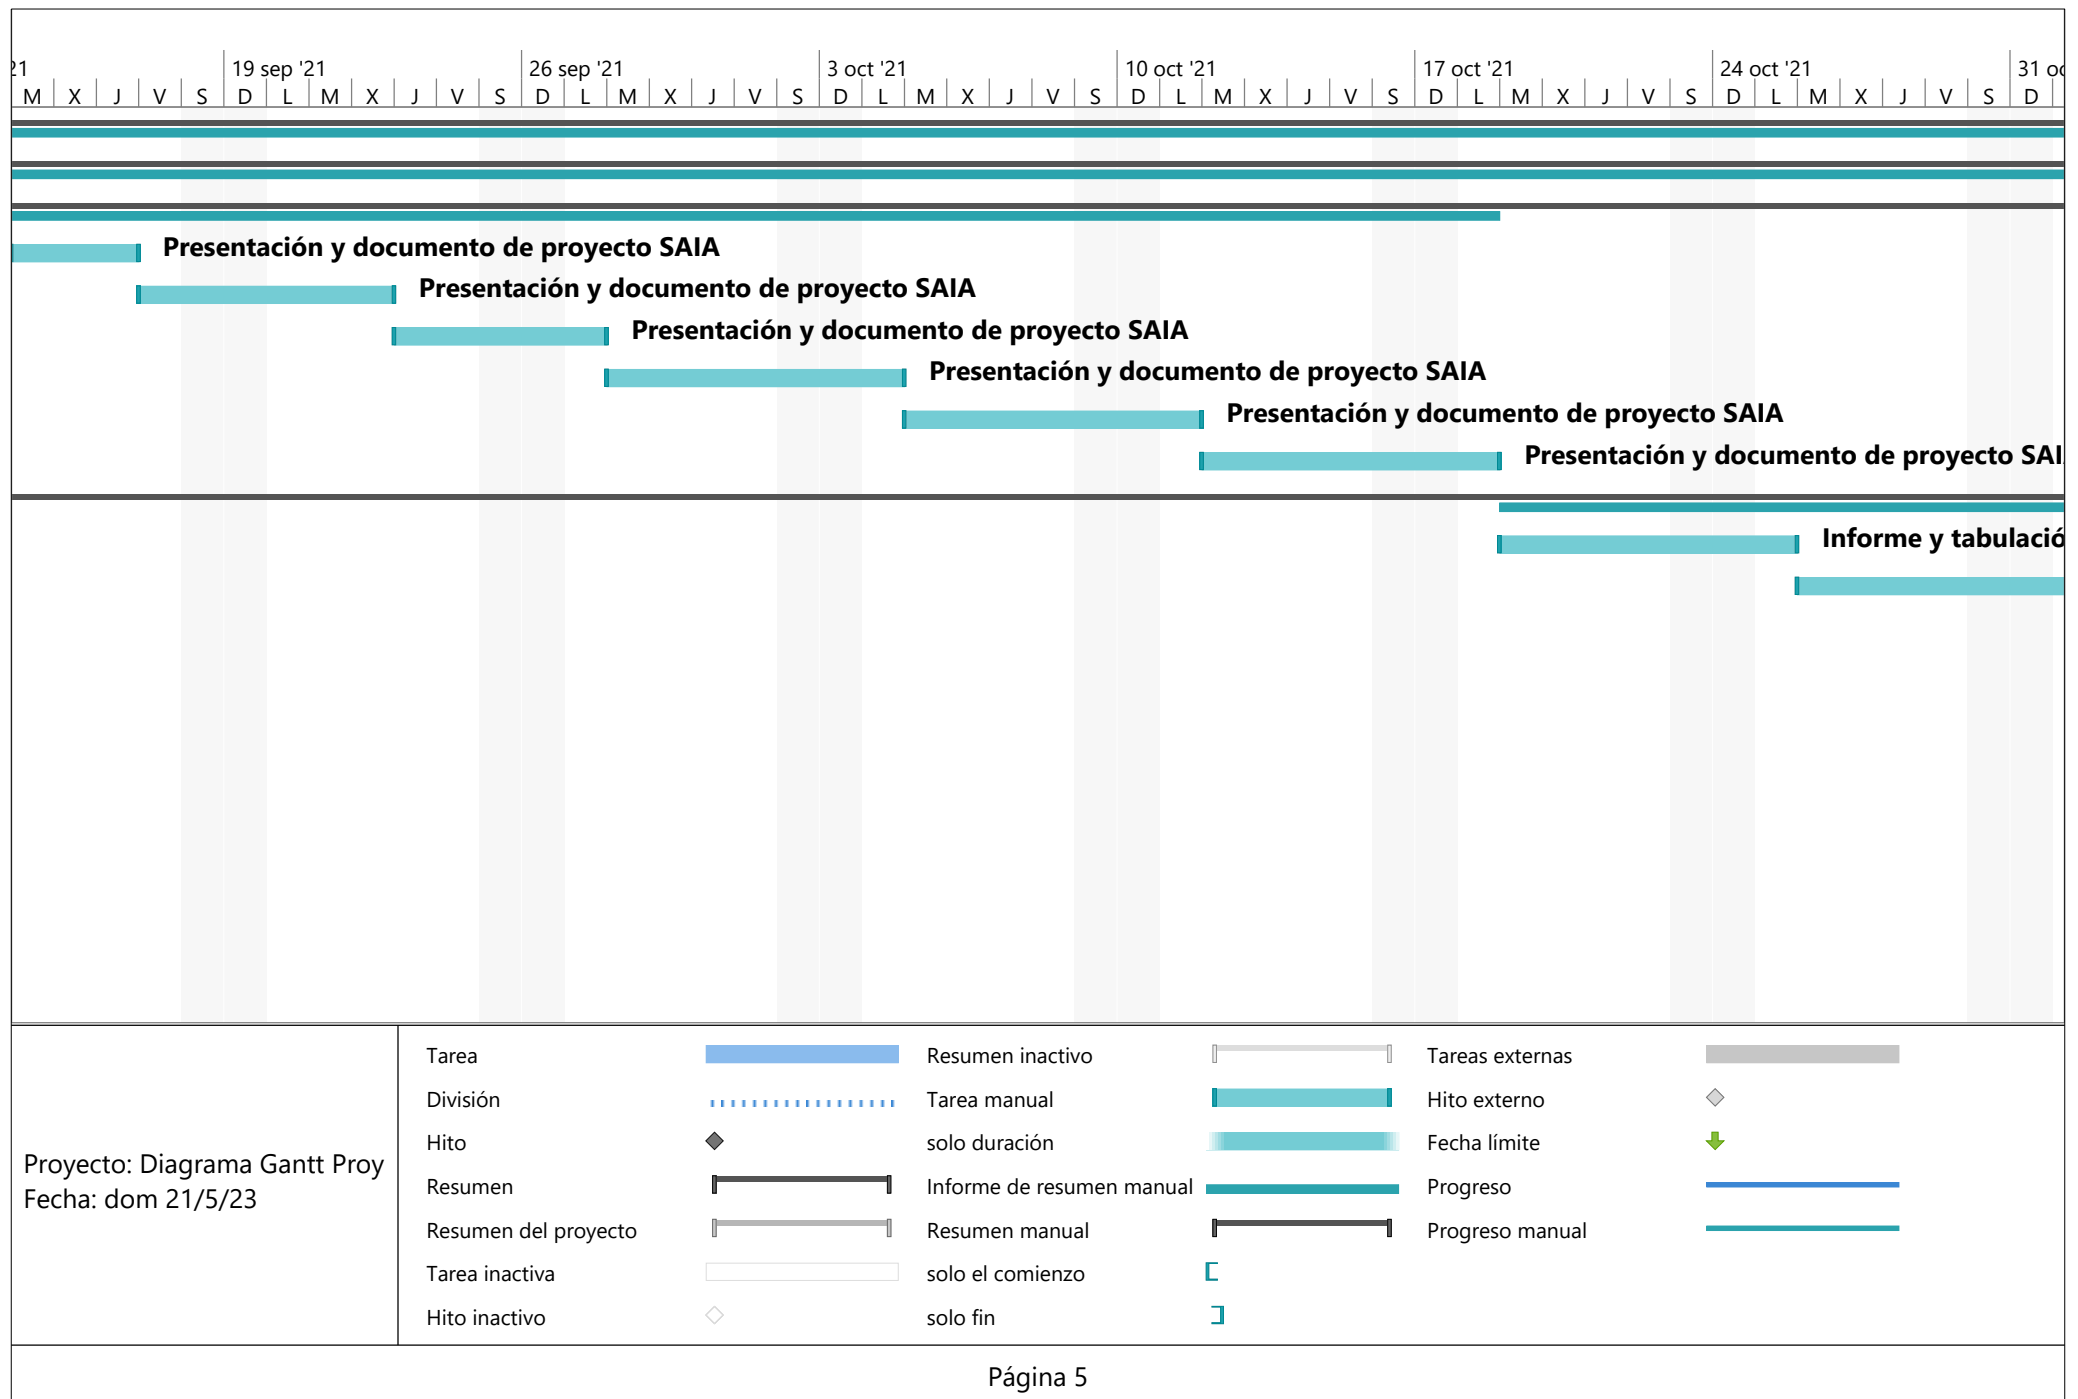 21 19 sep '21 26 sep '21 3 oct '21 10 oct '21 17 oct '21 24 oct '21 31
M X J V S D L M X J V S D L M X J V S D L M X J V S D L M X J V S D L M X J V S D L M X J V S D
Presentación y documento de proyecto SAIA
Presentación y documento de proyecto SAIA
Presentación y documento de proyecto SAIA
Presentación y documento de proyecto SAIA
Presentación y documento de proyecto SAIA
Presentación y documento de proyecto SAI
Informe y tabulació
Proyecto: Diagrama Gantt Proy
Fecha: dom 21/5/23
Tarea
División
Hito
Resumen
Resumen del proyecto
Tarea inactiva
Hito inactivo
Resumen inactivo
Tarea manual
solo duración
Informe de resumen manual
Resumen manual
solo el comienzo
solo fin
Tareas externas
Hito externo
Fecha límite
Progreso
Progreso manual
Página 5